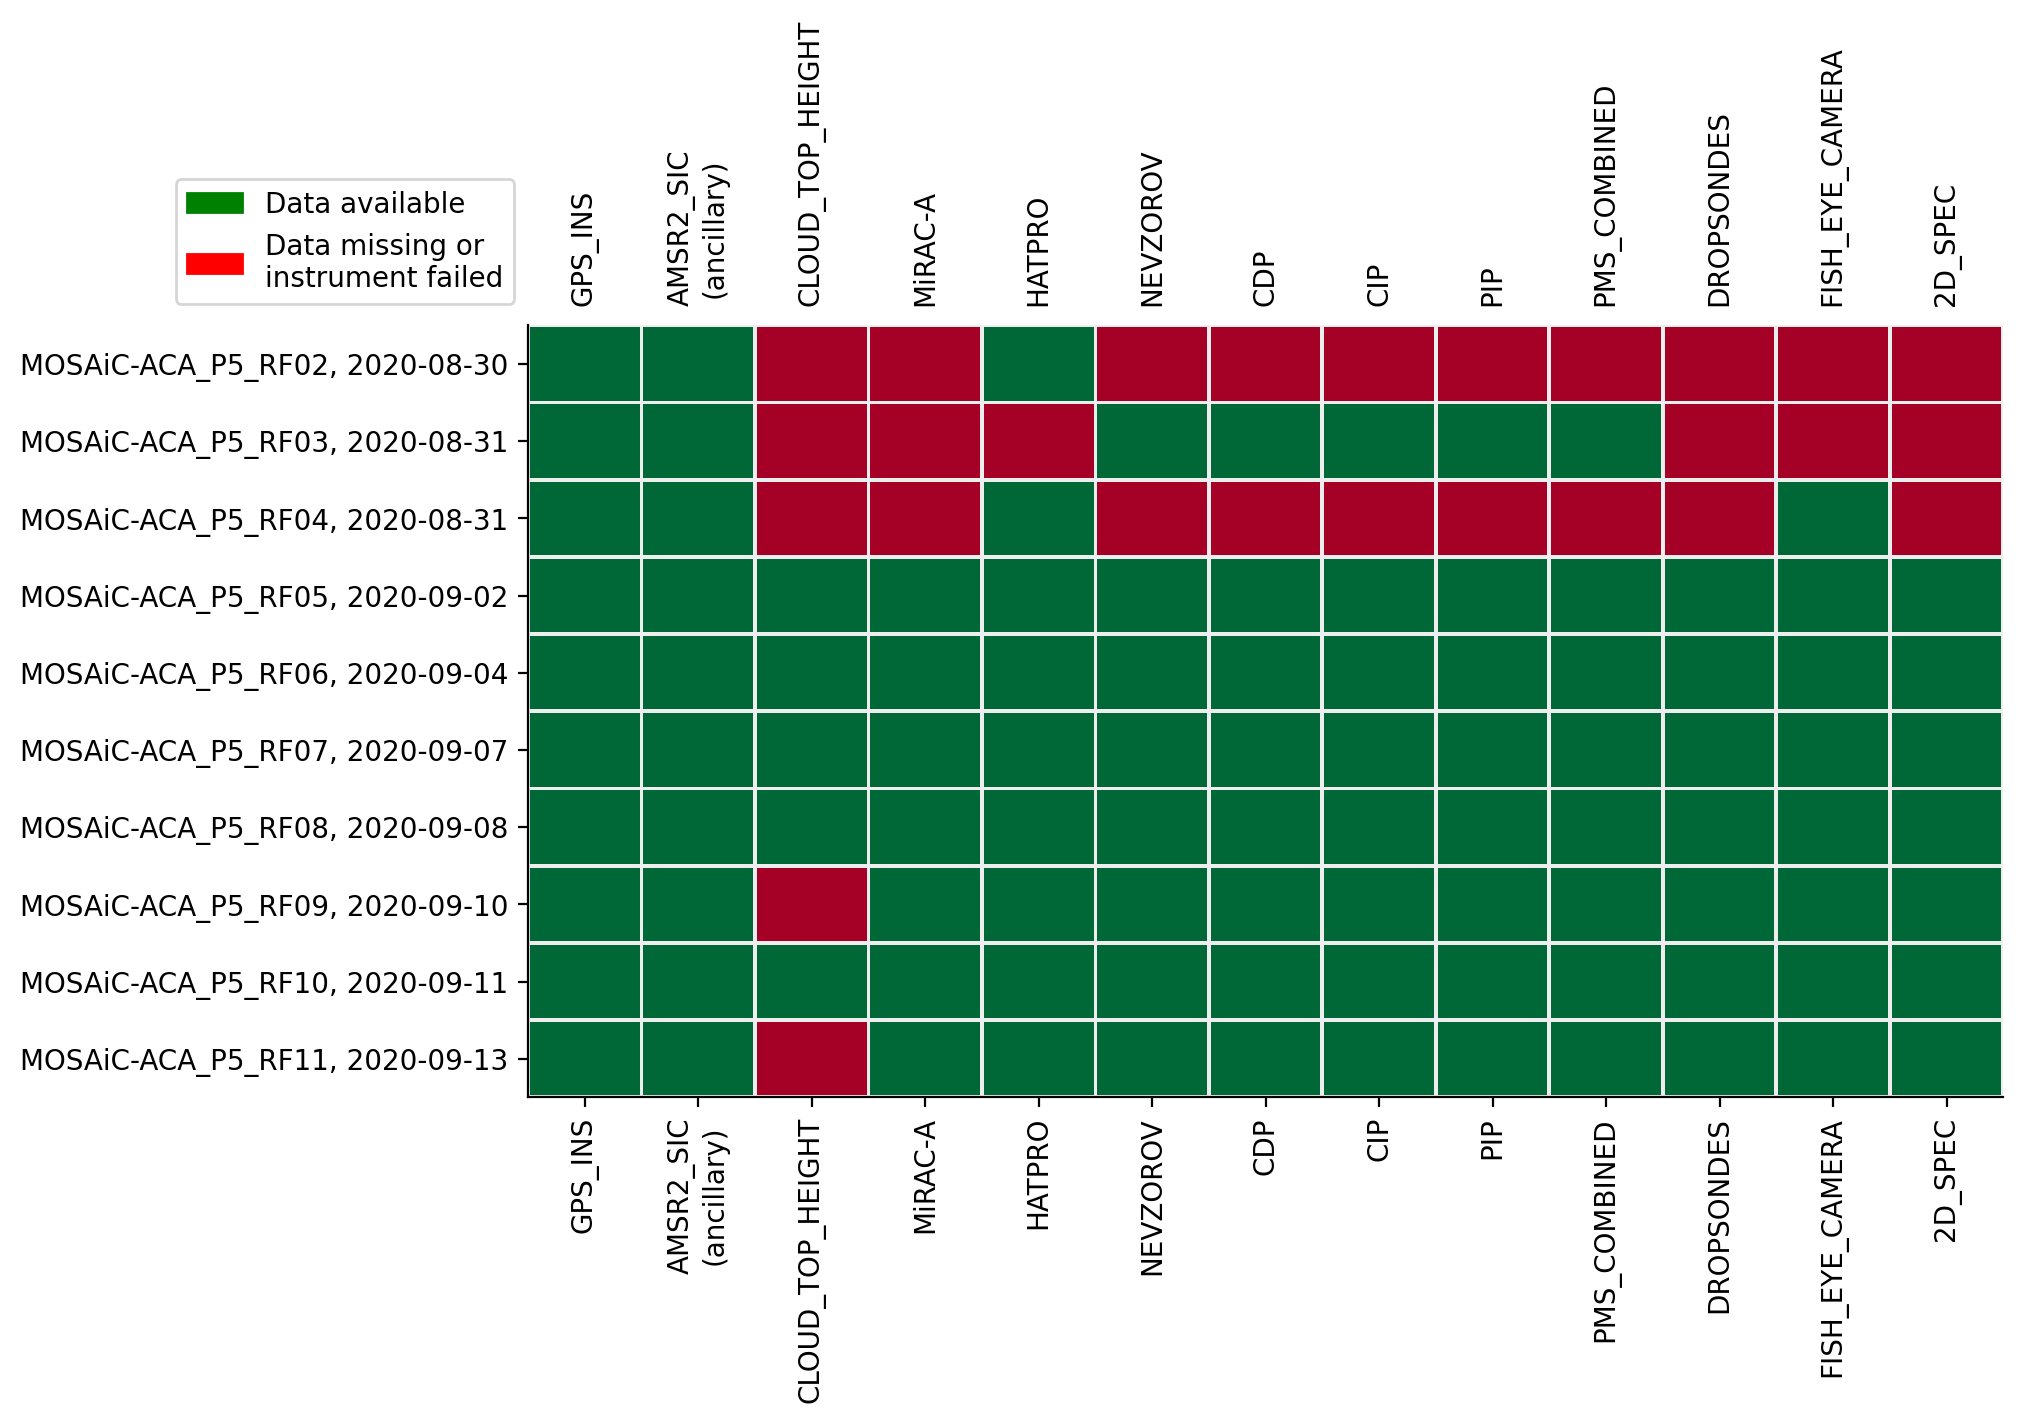 Data available
Data missing or
instrument failed
GPS_INS
AMSR2_SIC
(ancillary)
CLOUD_TOP_HEIGHT
MiRAC-A
HATPRO
NEVZOROV
CDP
CIP
PIP
PMS_COMBINED
DROPSONDES
FISH_EYE_CAMERA
2D_SPEC
MOSAiC-ACA_P5_RF02, 2020-08-30
MOSAiC-ACA_P5_RF03, 2020-08-31
MOSAiC-ACA_P5_RF04, 2020-08-31
MOSAiC-ACA_P5_RF05, 2020-09-02
MOSAiC-ACA_P5_RF06, 2020-09-04
MOSAiC-ACA_P5_RF07, 2020-09-07
MOSAiC-ACA_P5_RF08, 2020-09-08
MOSAiC-ACA_P5_RF09, 2020-09-10
MOSAiC-ACA_P5_RF10, 2020-09-11
MOSAiC-ACA_P5_RF11, 2020-09-13
GPS_INS
AMSR2_SIC
(ancillary)
CLOUD_TOP_HEIGHT
MiRAC-A
HATPRO
NEVZOROV
CDP
CIP
PIP
PMS_COMBINED
DROPSONDES
FISH_EYE_CAMERA
2D_SPEC